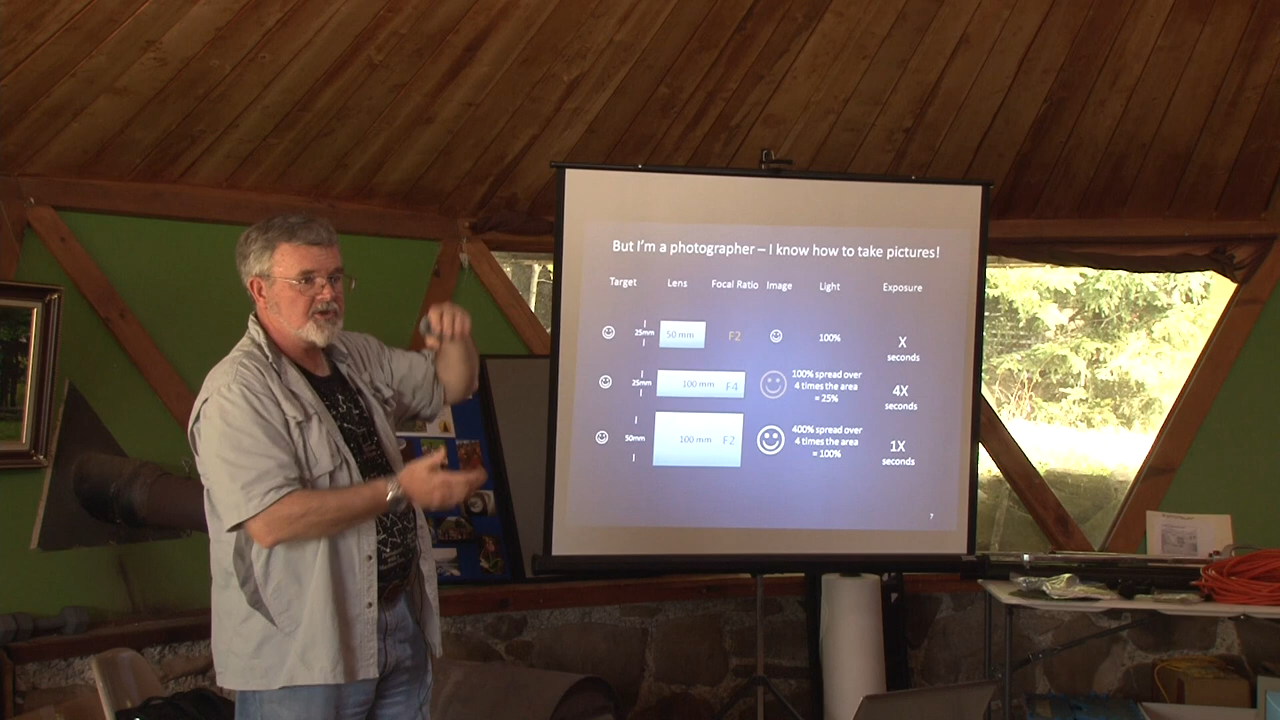 But I'm a photographer – I know how to take pictures!
Target Lens Focal Ratio Image Light Exposure
25mm 50 mm F2 100% X
seconds
25mm 100 mm F4 100% spread over
4 times the area
= 25% 4X
seconds
50mm 100 mm F2 400% spread over
4 times the area
= 100% 1X
seconds
7